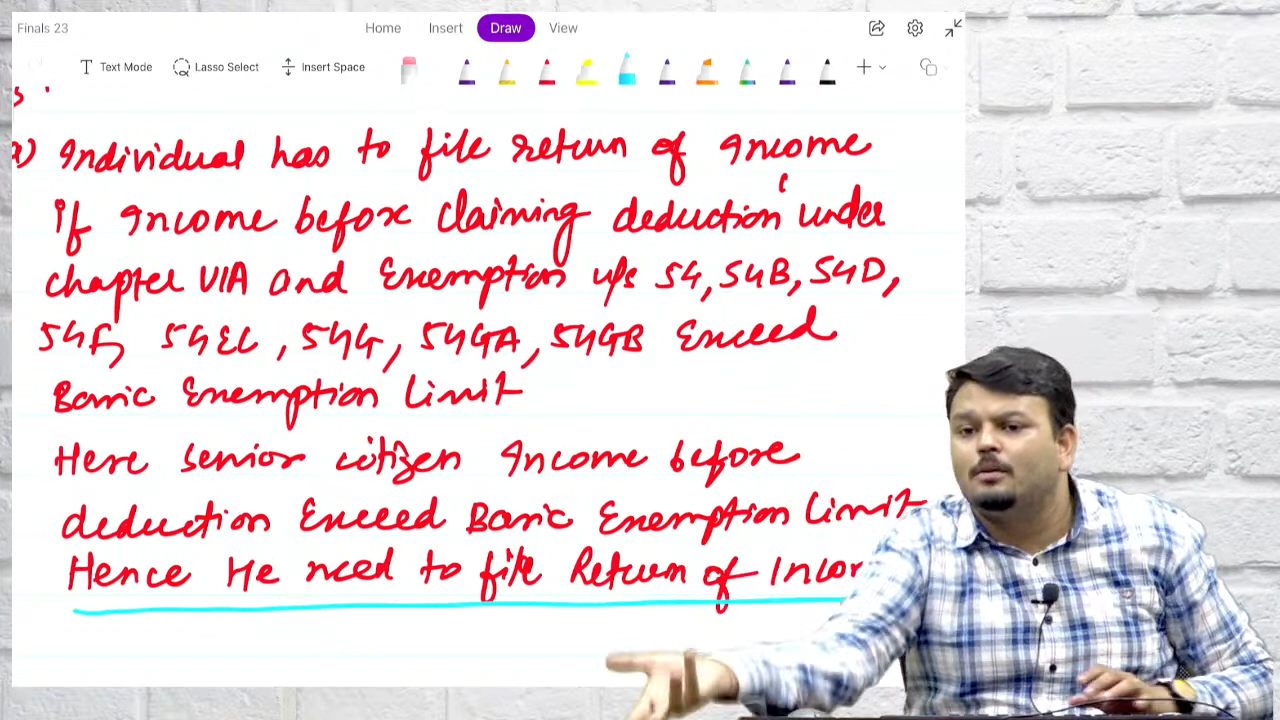 Finals 23
Home Insert Draw View
Text Mode Lasso Select Insert Space
a) Individual has to file return of Income
if Income before claiming deduction under
chapter VIA and Exemption u/s 54, 54B, 54D,
54F, 54EC, 54G, 54GA, 54GB Exceed
Basic Exemption Limit
Here senior citizen Income before
deduction Exceed Basic Exemption Limit
Hence He need to file Return of Incom